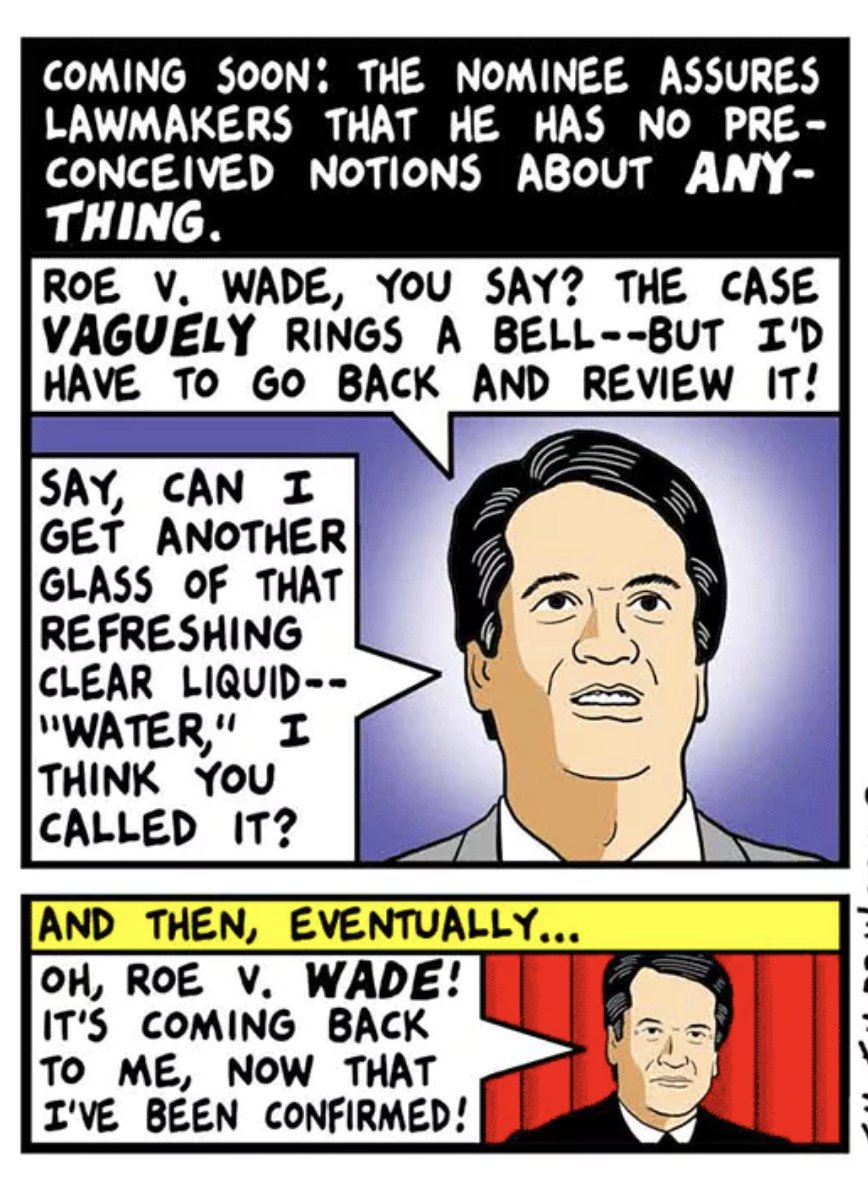 COMING SOON: THE NOMINEE ASSURES
LAWMAKERS THAT HE HAS NO PRE-
CONCEIVED NOTIONS ABOUT ANY-
THING.
ROE V. WADE, YOU SAY? THE CASE
VAGUELY RINGS A BELL--BUT I'D
HAVE TO GO BACK AND REVIEW IT!
SAY, CAN I
GET ANOTHER
GLASS OF THAT
REFRESHING
CLEAR LIQUID--
"WATER," I
THINK YOU
CALLED IT?
AND THEN, EVENTUALLY...
OH, ROE V. WADE!
IT'S COMING BACK
TO ME, NOW THAT
I'VE BEEN CONFIRMED!